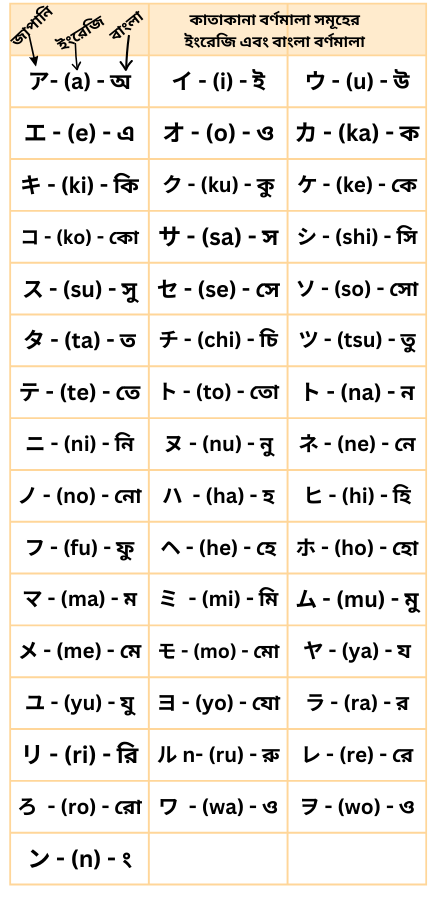 জাপানি ইংরেজি বাংলা
কাতাকানা বর্ণমালা সমূহের
ইংরেজি এবং বাংলা বর্ণমালা
ア- (a) - অ イ - (i) - ই ウ - (u) - উ
エ - (e) - এ オ - (o) - ও カ - (ka) - ক
キ - (ki) - কি ク - (ku) - কু ケ - (ke) - কে
コ - (ko) - কো サ - (sa) - স シ - (shi) - সি
ス - (su) - সু セ - (se) - সে ソ - (so) - সো
タ - (ta) - ত チ - (chi) - চি ツ - (tsu) - তু
テ - (te) - তে ト - (to) - তো ト - (na) - ন
ニ - (ni) - নি ヌ - (nu) - নু ネ - (ne) - নে
ノ - (no) - নো ハ - (ha) - হ ヒ - (hi) - হি
フ - (fu) - ফু ヘ - (he) - হে ホ - (ho) - হো
マ - (ma) - ম ミ - (mi) - মি ム - (mu) - মু
メ - (me) - মে モ - (mo) - মো ヤ - (ya) - য
ユ - (yu) - যু ヨ - (yo) - যো ラ - (ra) - র
リ - (ri) - রি ル n- (ru) - রু レ - (re) - রে
ろ - (ro) - রো ワ - (wa) - ও ヲ - (wo) - ও
ン - (n) - ং